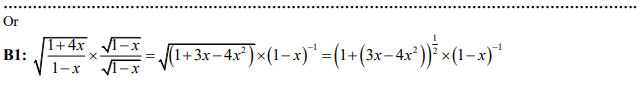 Or
B1: √((1+4x)/(1−x)) × √(1−x)/√(1−x) = √((1+3x−4x²)) × (1−x)⁻¹ = (1+(3x−4x²))^(1/2) × (1−x)⁻¹